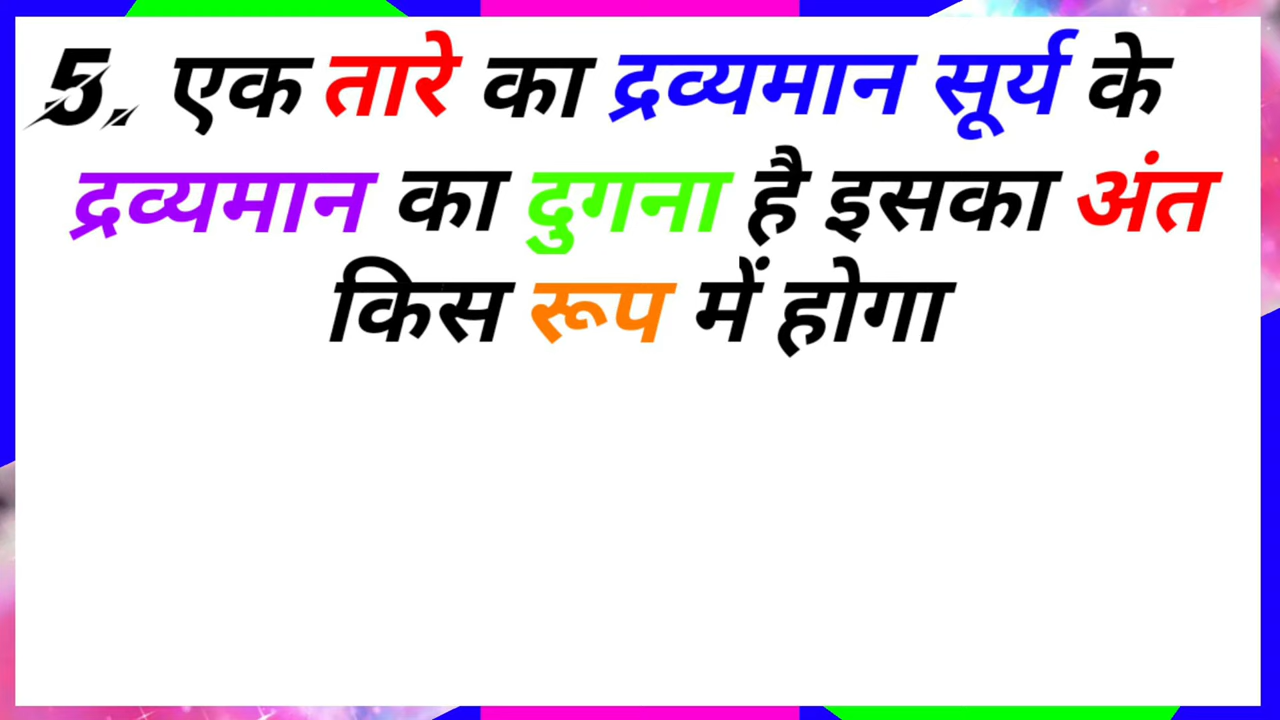 5. एक तारे का द्रव्यमान सूर्य के
द्रव्यमान का दुगना है इसका अंत
किस रूप में होगा